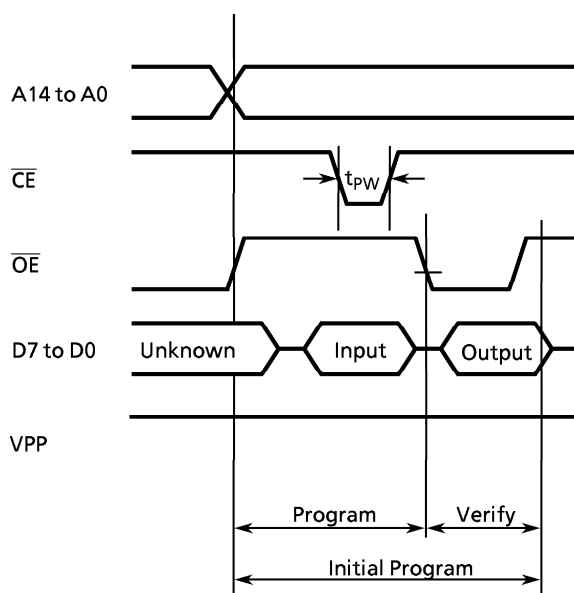 A14 to A0
CE
tPW
OE
D7 to D0 Unknown Input Output
VPP
Program Verify
Initial Program